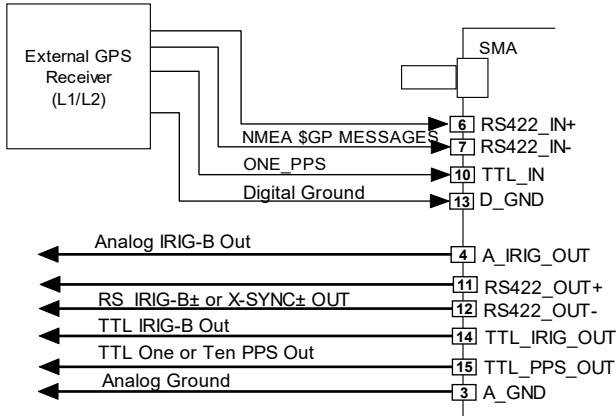 External GPS
Receiver
(L1/L2)
SMA
6 RS422_IN+
NMEA $GP MESSAGES 7 RS422_IN-
ONE_PPS 10 TTL_IN
Digital Ground 13 D_GND
Analog IRIG-B Out 4 A_IRIG_OUT
11 RS422_OUT+
RS IRIG-B± or X-SYNC± OUT 12 RS422_OUT-
TTL IRIG-B Out 14 TTL_IRIG_OUT
TTL One or Ten PPS Out 15 TTL_PPS_OUT
Analog Ground 3 A_GND